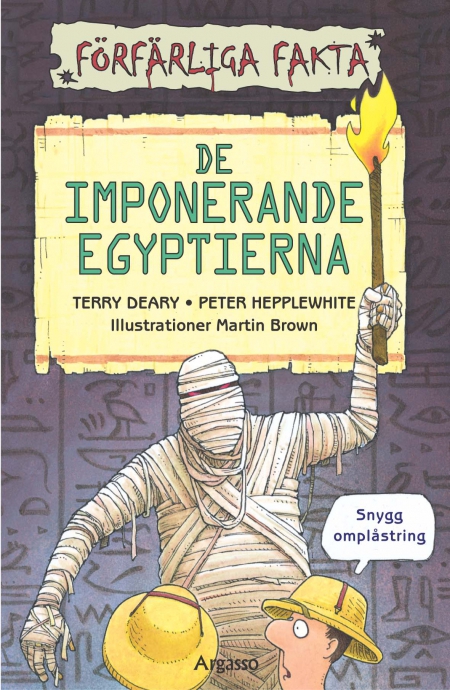 FÖRFÄRLIGA FAKTA
DE
IMPONERANDE
EGYPTIERNA
TERRY DEARY • PETER HEPPLEWHITE
Illustrationer Martin Brown
Snygg
omplåstring
Argasso